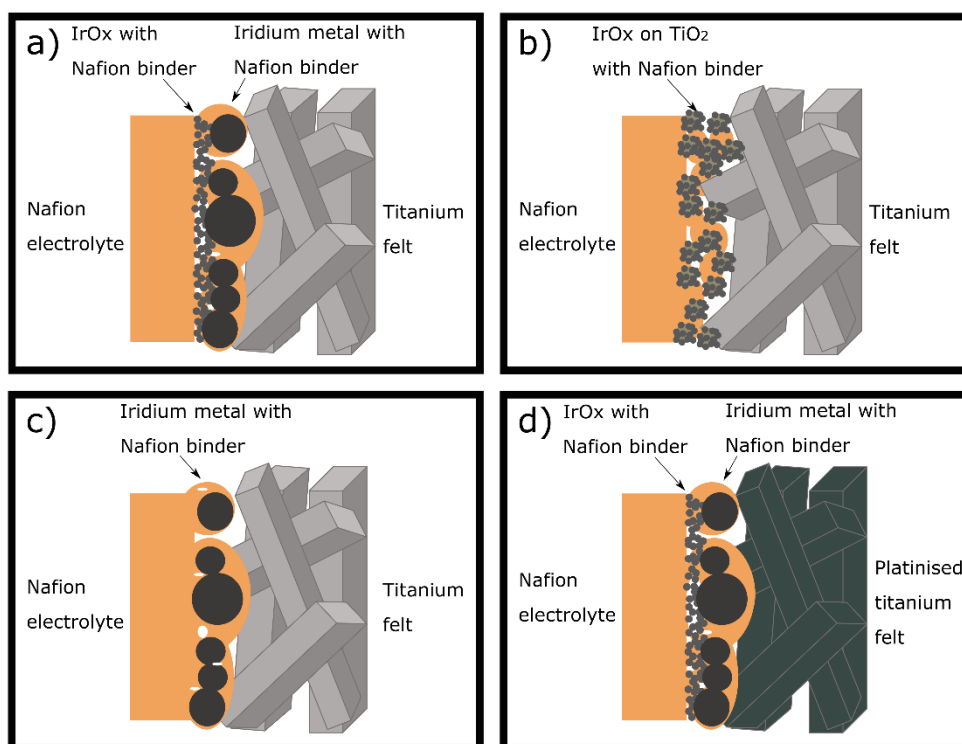 a)
IrOx with
Nafion binder
Iridium metal with
Nafion binder
Nafion
electrolyte
Titanium
felt
b)
IrOx on TiO₂
with Nafion binder
Nafion
electrolyte
Titanium
felt
c)
Iridium metal with
Nafion binder
Nafion
electrolyte
Titanium
felt
d)
IrOx with
Nafion binder
Iridium metal with
Nafion binder
Nafion
electrolyte
Platinised
titanium
felt